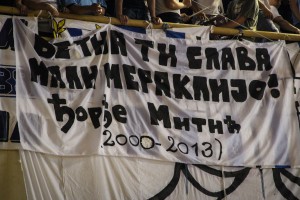 ВЕЧНА ТИ СЛАВА
МАЛИ МЕРАКЛИЈО!
Ђорђе Митић
(2000-2013)